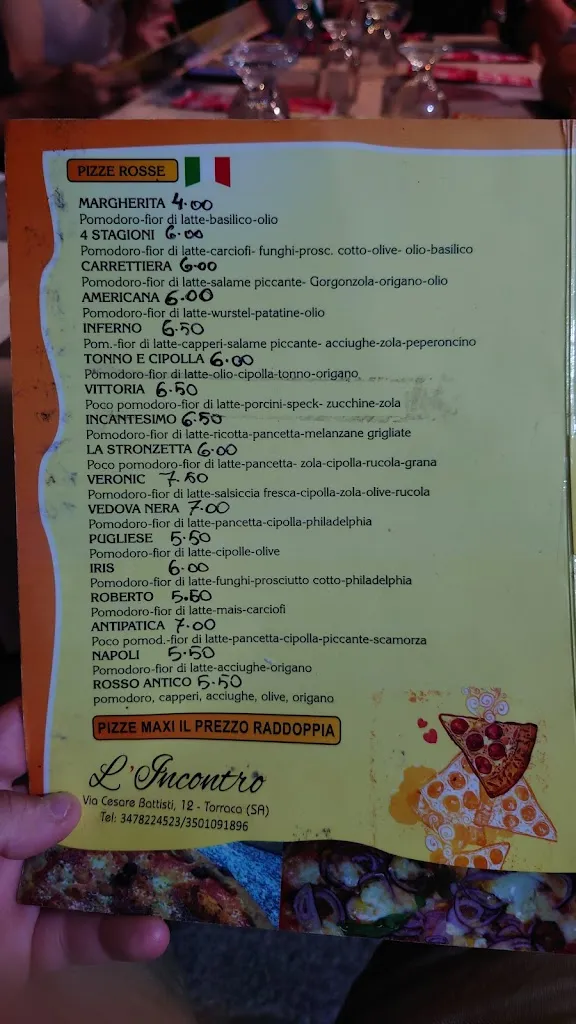 PIZZE ROSSE
MARGHERITA 4.00
Pomodoro-fior di latte-basilico-olio
4 STAGIONI 6.00
Pomodoro-fior di latte-carciofi- funghi-prosc. cotto-olive- olio-basilico
CARRETTIERA 6.00
Pomodoro-fior di latte-salame piccante- Gorgonzola-origano-olio
AMERICANA 6.00
Pomodoro-fior di latte-wurstel-patatine-olio
INFERNO 6.50
Pom.-fior di latte-capperi-salame piccante- acciughe-zola-peperoncino
TONNO E CIPOLLA 6.00
Pomodoro-fior di latte-olio-cipolla-tonno-origano
VITTORIA 6.50
Poco pomodoro-fior di latte-porcini-speck- zucchine-zola
INCANTESIMO 6.50
Pomodoro-fior di latte-ricotta-pancetta-melanzane grigliate
LA STRONZETTA 6.00
Poco pomodoro-fior di latte-pancetta- zola-cipolla-rucola-grana
VERONIC 7.50
Pomodoro-fior di latte-salsiccia fresca-cipolla-zola-olive-rucola
VEDOVA NERA 7.00
Pomodoro-fior di latte-pancetta-cipolla-philadelphia
PUGLIESE 5.50
Pomodoro-fior di latte-cipolle-olive
IRIS 6.00
Pomodoro-fior di latte-funghi-prosciutto cotto-philadelphia
ROBERTO 5.50
Pomodoro-fior di latte-mais-carciofi
ANTIPATICA 7.00
Poco pomod.-fior di latte-pancetta-cipolla-piccante-scamorza
NAPOLI 5.50
Pomodoro-fior di latte-acciughe-origano
ROSSO ANTICO 5.50
pomodoro, capperi, acciughe, olive, origano
PIZZE MAXI IL PREZZO RADDOPPIA
L'Incontro
Via Cesare Battisti, 12 - Torraca (SA)
Tel: 3478224523/3501091896